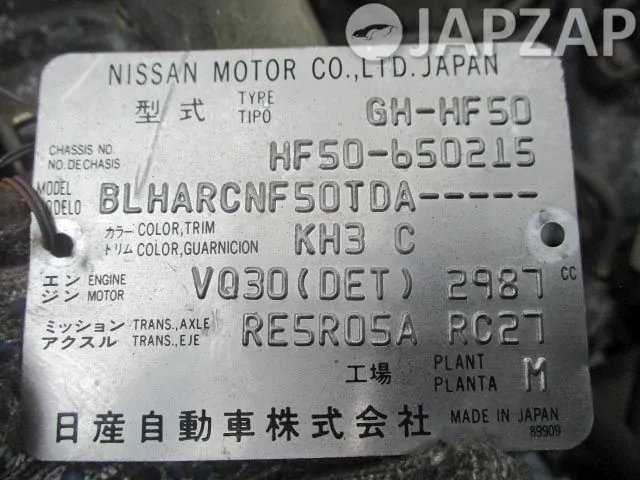 JAPZAP
NISSAN MOTOR CO.,LTD. JAPAN
型式 TYPE TIPO GH-HF50
CHASSIS NO. NO. DE CHASIS HF50-650215
MODEL MODELO BLHARCNF50TDA-----
カラー トリム COLOR,TRIM COLOR,GUARNICION KH3 C
エンジン ENGINE MOTOR VQ30(DET) 2987 CC
ミッション アクスル TRANS.,AXLE TRANS.,EJE RE5R05A RC27
工場 PLANT PLANTA M
日産自動車株式会社 MADE IN JAPAN
89909